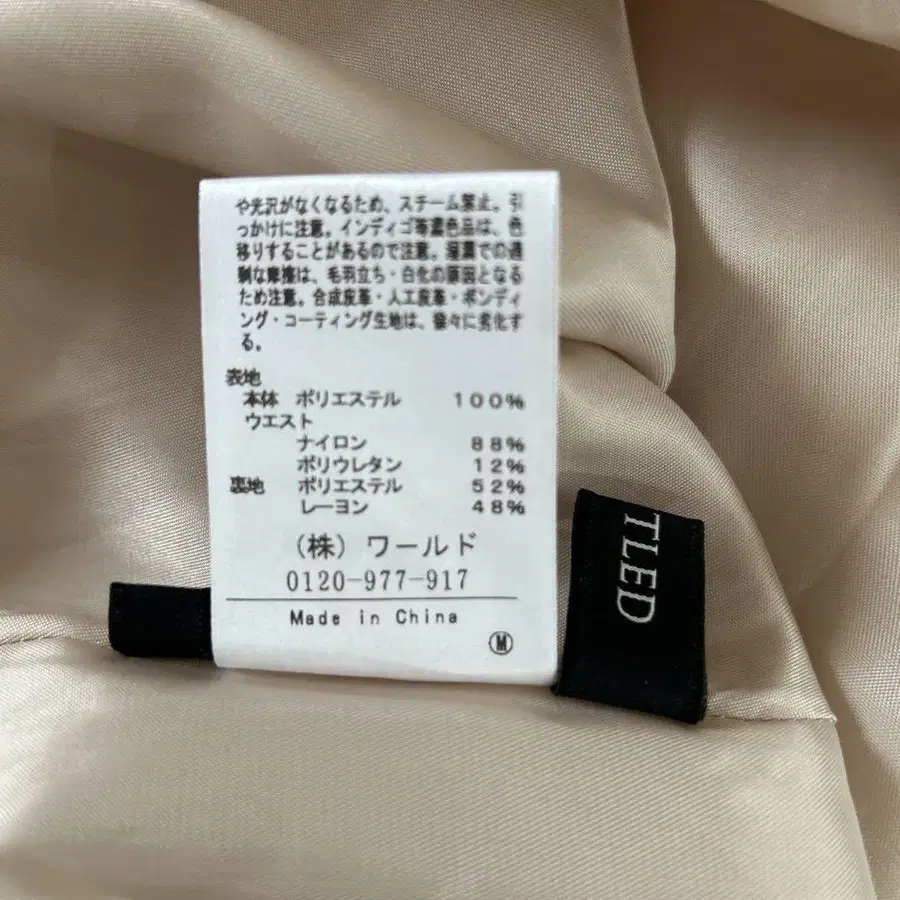 や光沢がなくなるため、スチーム禁止。引
っかけに注意。インディゴ等濃色品は、色
移りすることがあるので注意。湿潤での過
剰な摩擦は、毛羽立ち・白化の原因となる
ため注意。合成皮革・人工皮革・ボンディ
ング・コーティング生地は、徐々に劣化す
る。
表地
本体 ポリエステル 100%
ウエスト
ナイロン 88%
ポリウレタン 12%
裏地 ポリエステル 52%
レーヨン 48%
(株) ワールド
0120-977-917
Made in China
Ⓜ
TLED